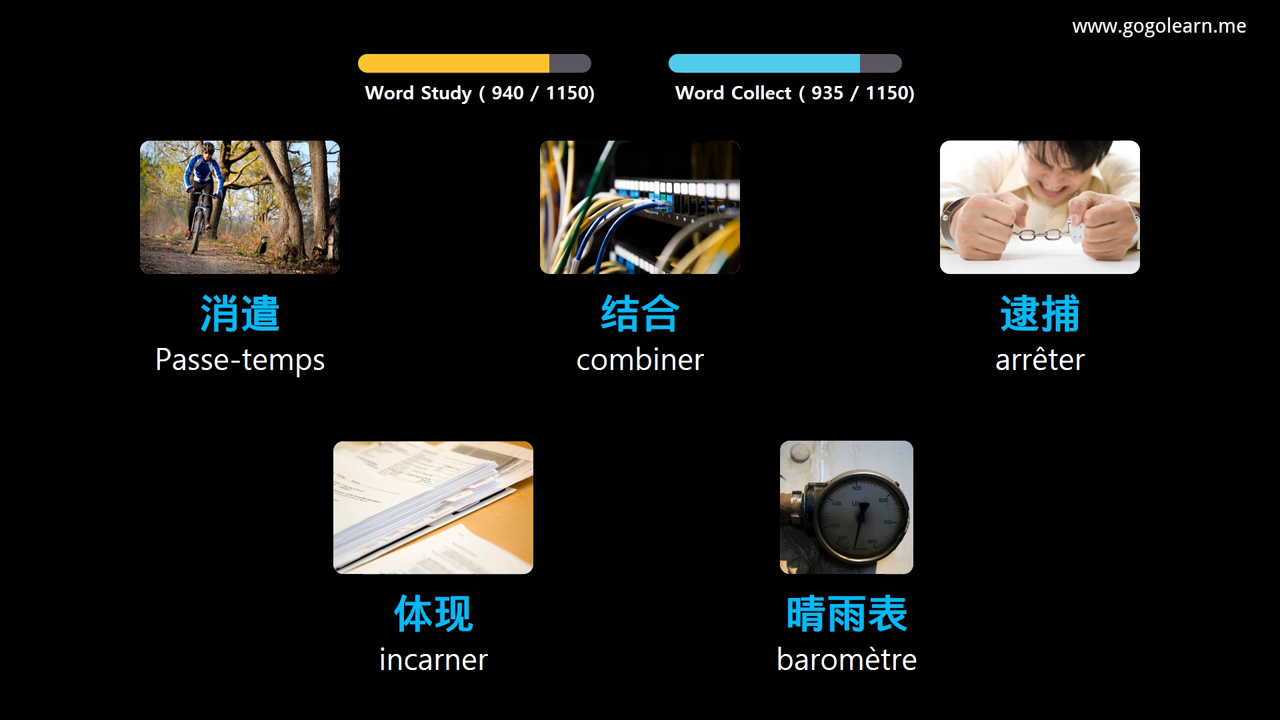 www.gogolearn.me
Word Study ( 940 / 1150)
Word Collect ( 935 / 1150)
消遣
Passe-temps
结合
combiner
逮捕
arrêter
体现
incarner
晴雨表
baromètre